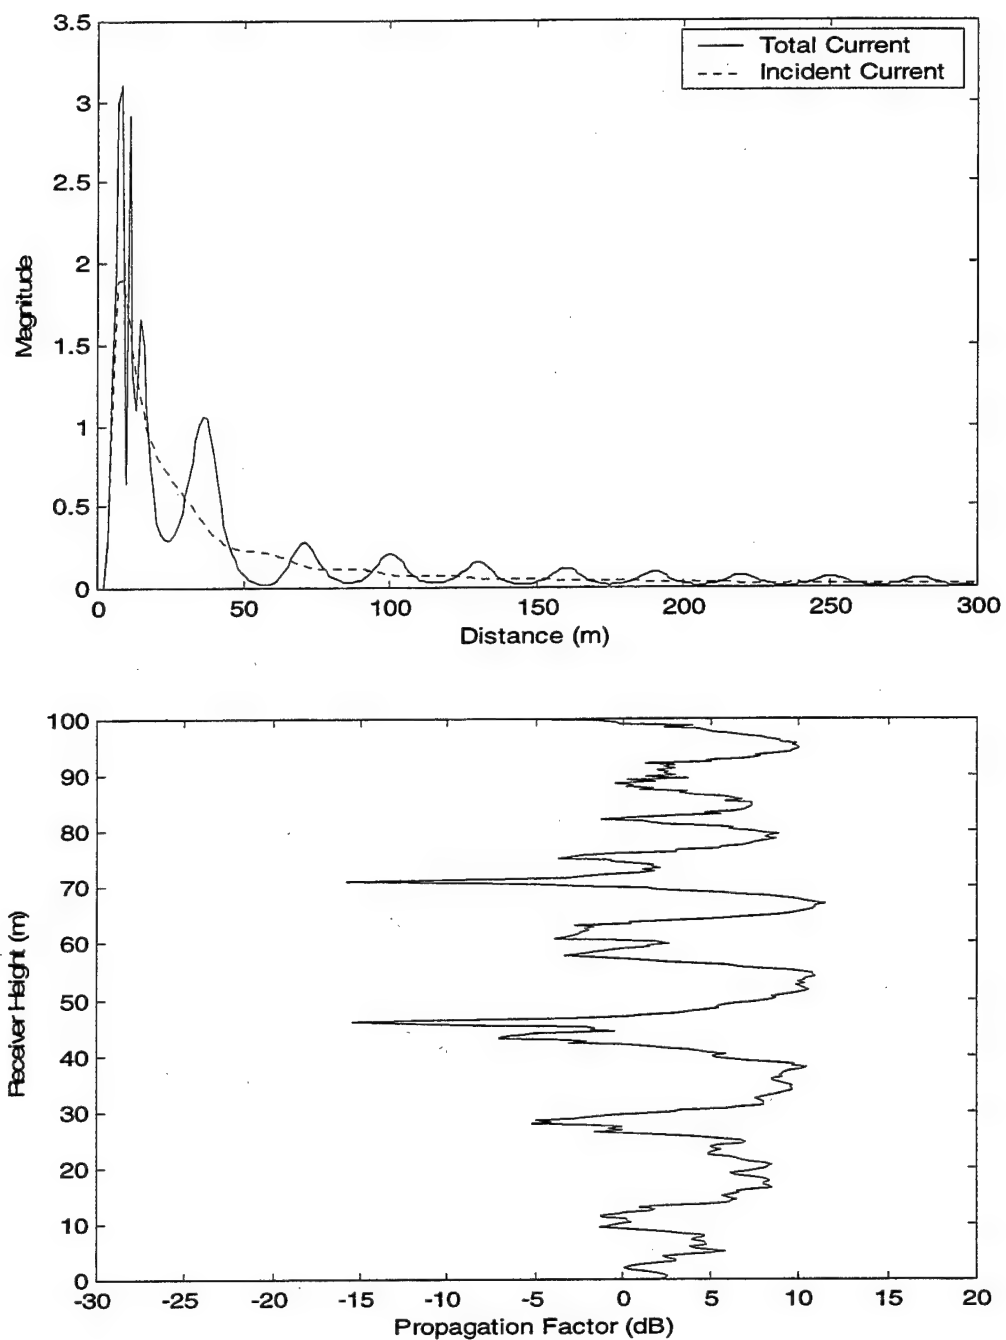 3.5
3
2.5
2
1.5
1
0.5
0
Magnitude
Total Current
Incident Current
0 50 100 150 200 250 300
Distance (m)
100
90
80
70
60
50
40
30
20
10
0
Receiver Height (m)
-30 -25 -20 -15 -10 -5 0 5 10 15 20
Propagation Factor (dB)